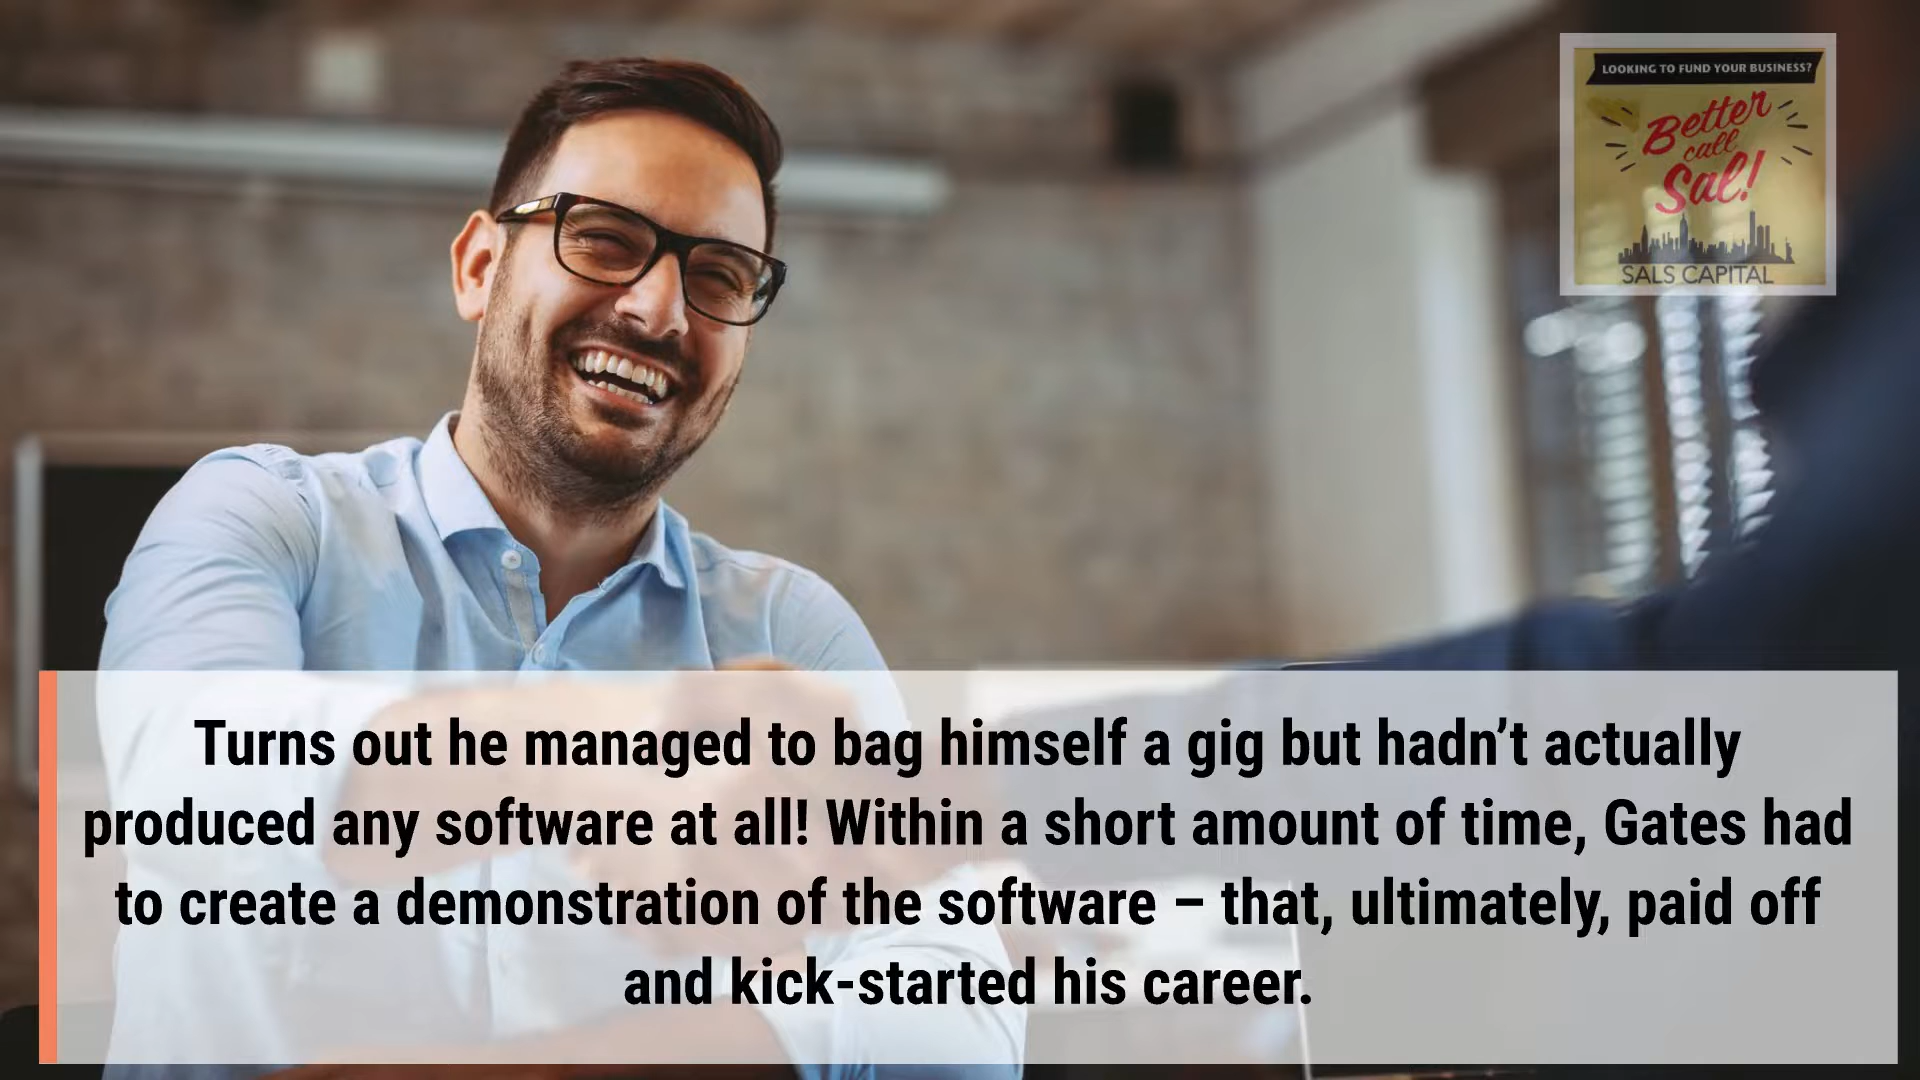 LOOKING TO FUND YOUR BUSINESS?
Better
call
Sal!
SALS CAPITAL
Turns out he managed to bag himself a gig but hadn’t actually
produced any software at all! Within a short amount of time, Gates had
to create a demonstration of the software – that, ultimately, paid off
and kick-started his career.